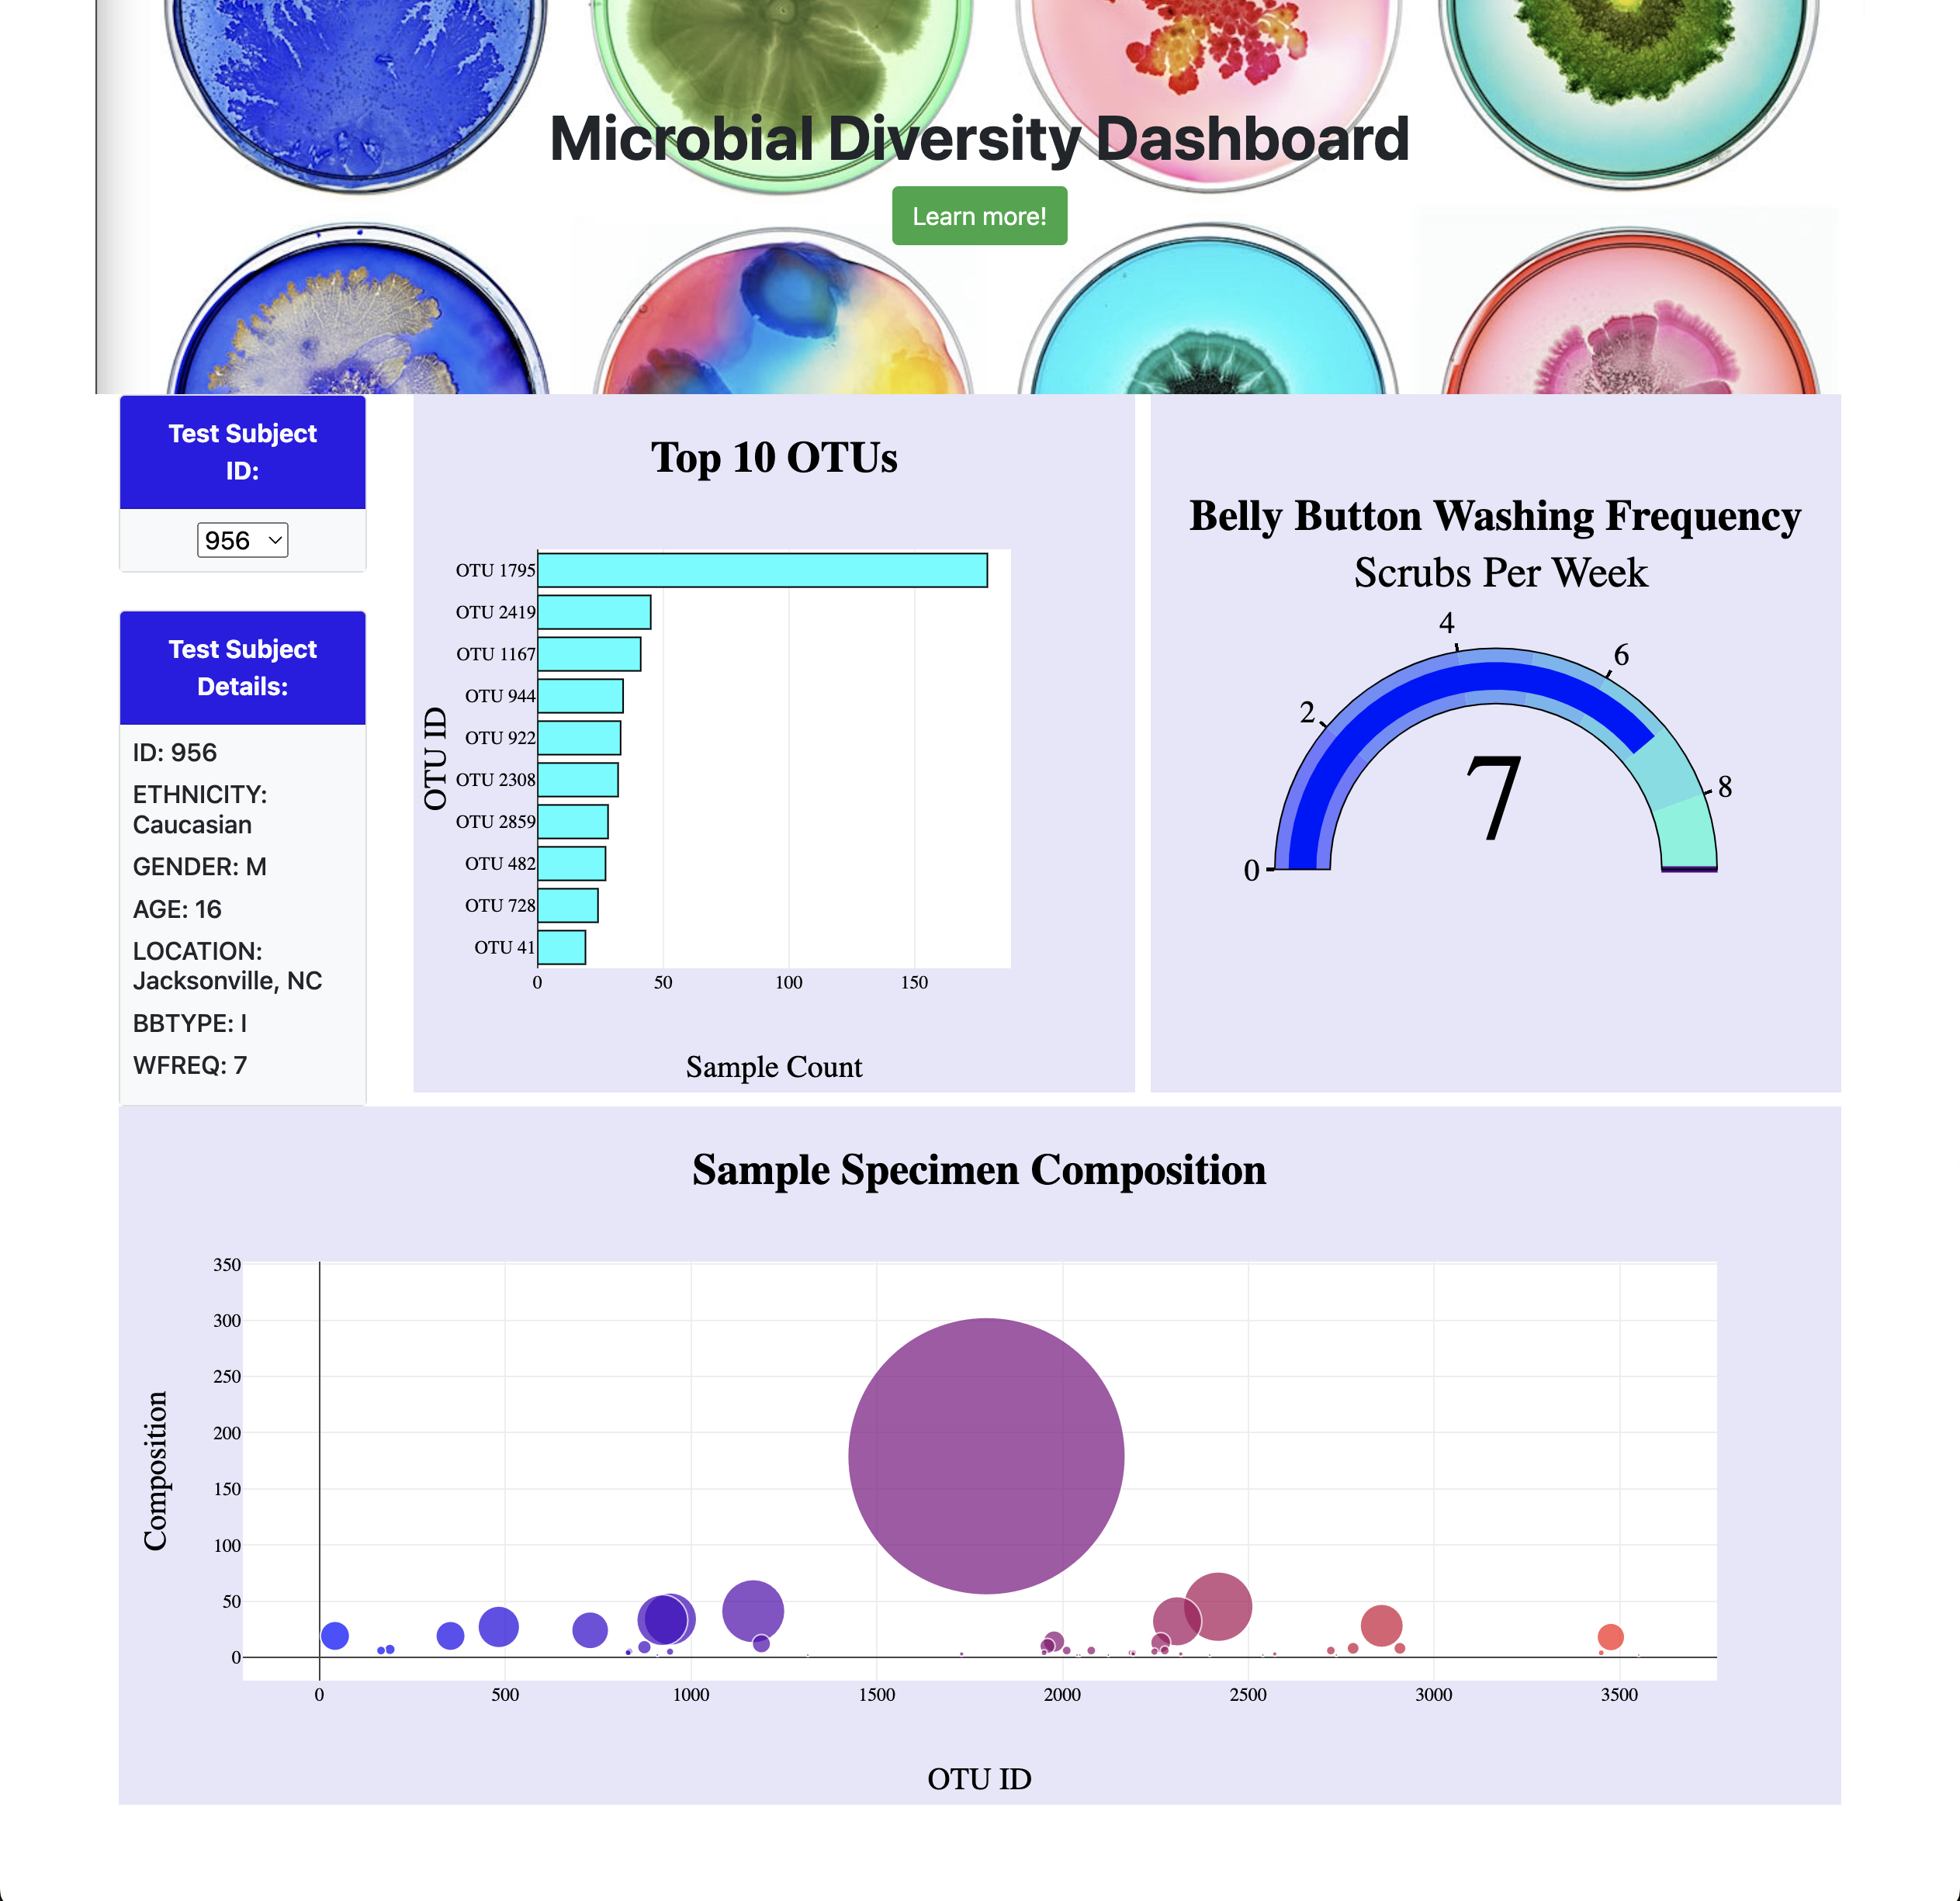 Microbial Diversity Dashboard
Learn more!
Test Subject
ID:
956
Test Subject
Details:
ID: 956
ETHNICITY:
Caucasian
GENDER: M
AGE: 16
LOCATION:
Jacksonville, NC
BBTYPE: I
WFREQ: 7
Top 10 OTUs
OTU ID
OTU 1795
OTU 2419
OTU 1167
OTU 944
OTU 922
OTU 2308
OTU 2859
OTU 482
OTU 728
OTU 41
0 50 100 150
Sample Count
Belly Button Washing Frequency
Scrubs Per Week
0 2 4 6 8
7
Sample Specimen Composition
Composition
350
300
250
200
150
100
50
0
0 500 1000 1500 2000 2500 3000 3500
OTU ID